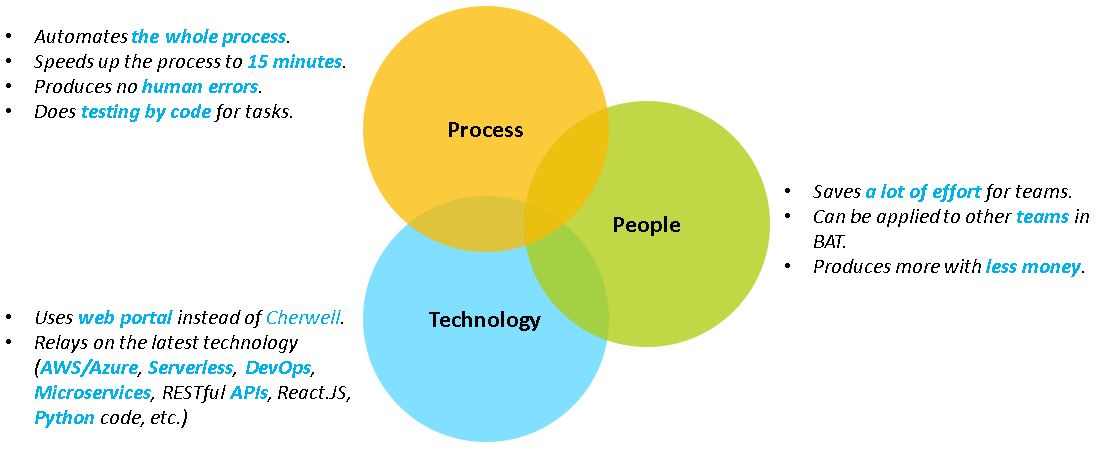 • Automates the whole process.
• Speeds up the process to 15 minutes.
• Produces no human errors.
• Does testing by code for tasks.
Process
People
• Saves a lot of effort for teams.
• Can be applied to other teams in
BAT.
• Produces more with less money.
Technology
• Uses web portal instead of Cherwell.
• Relays on the latest technology
(AWS/Azure, Serverless, DevOps,
Microservices, RESTful APIs, React.JS,
Python code, etc.)